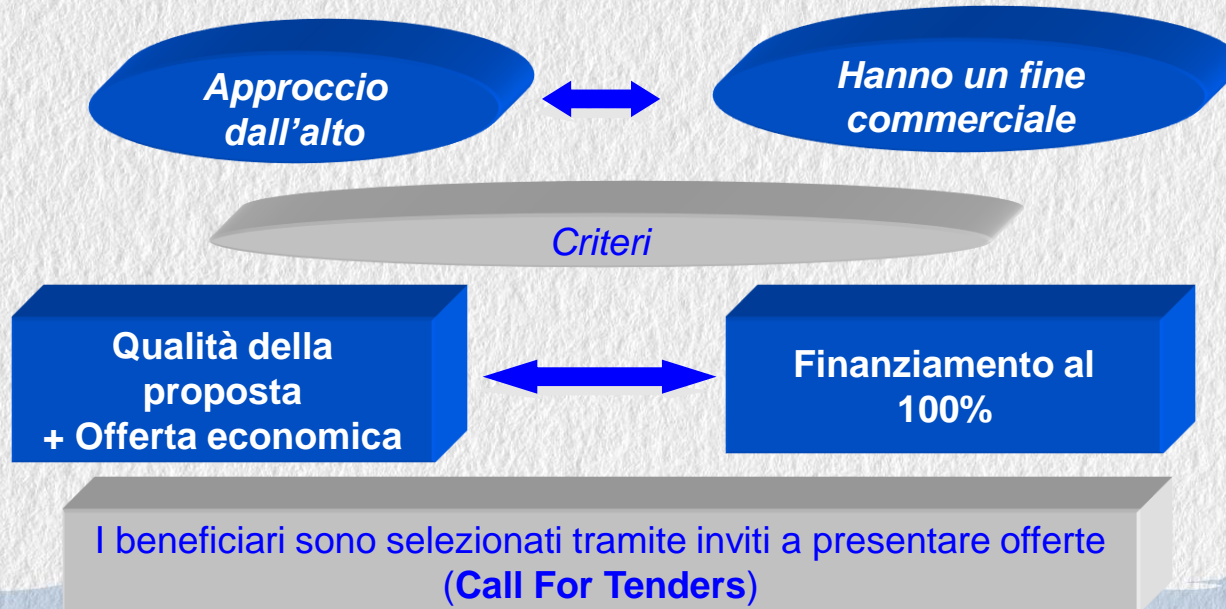 Approccio
dall'alto
Hanno un fine
commerciale
Criteri
Qualità della
proposta
+ Offerta economica
Finanziamento al
100%
I beneficiari sono selezionati tramite inviti a presentare offerte
(Call For Tenders)